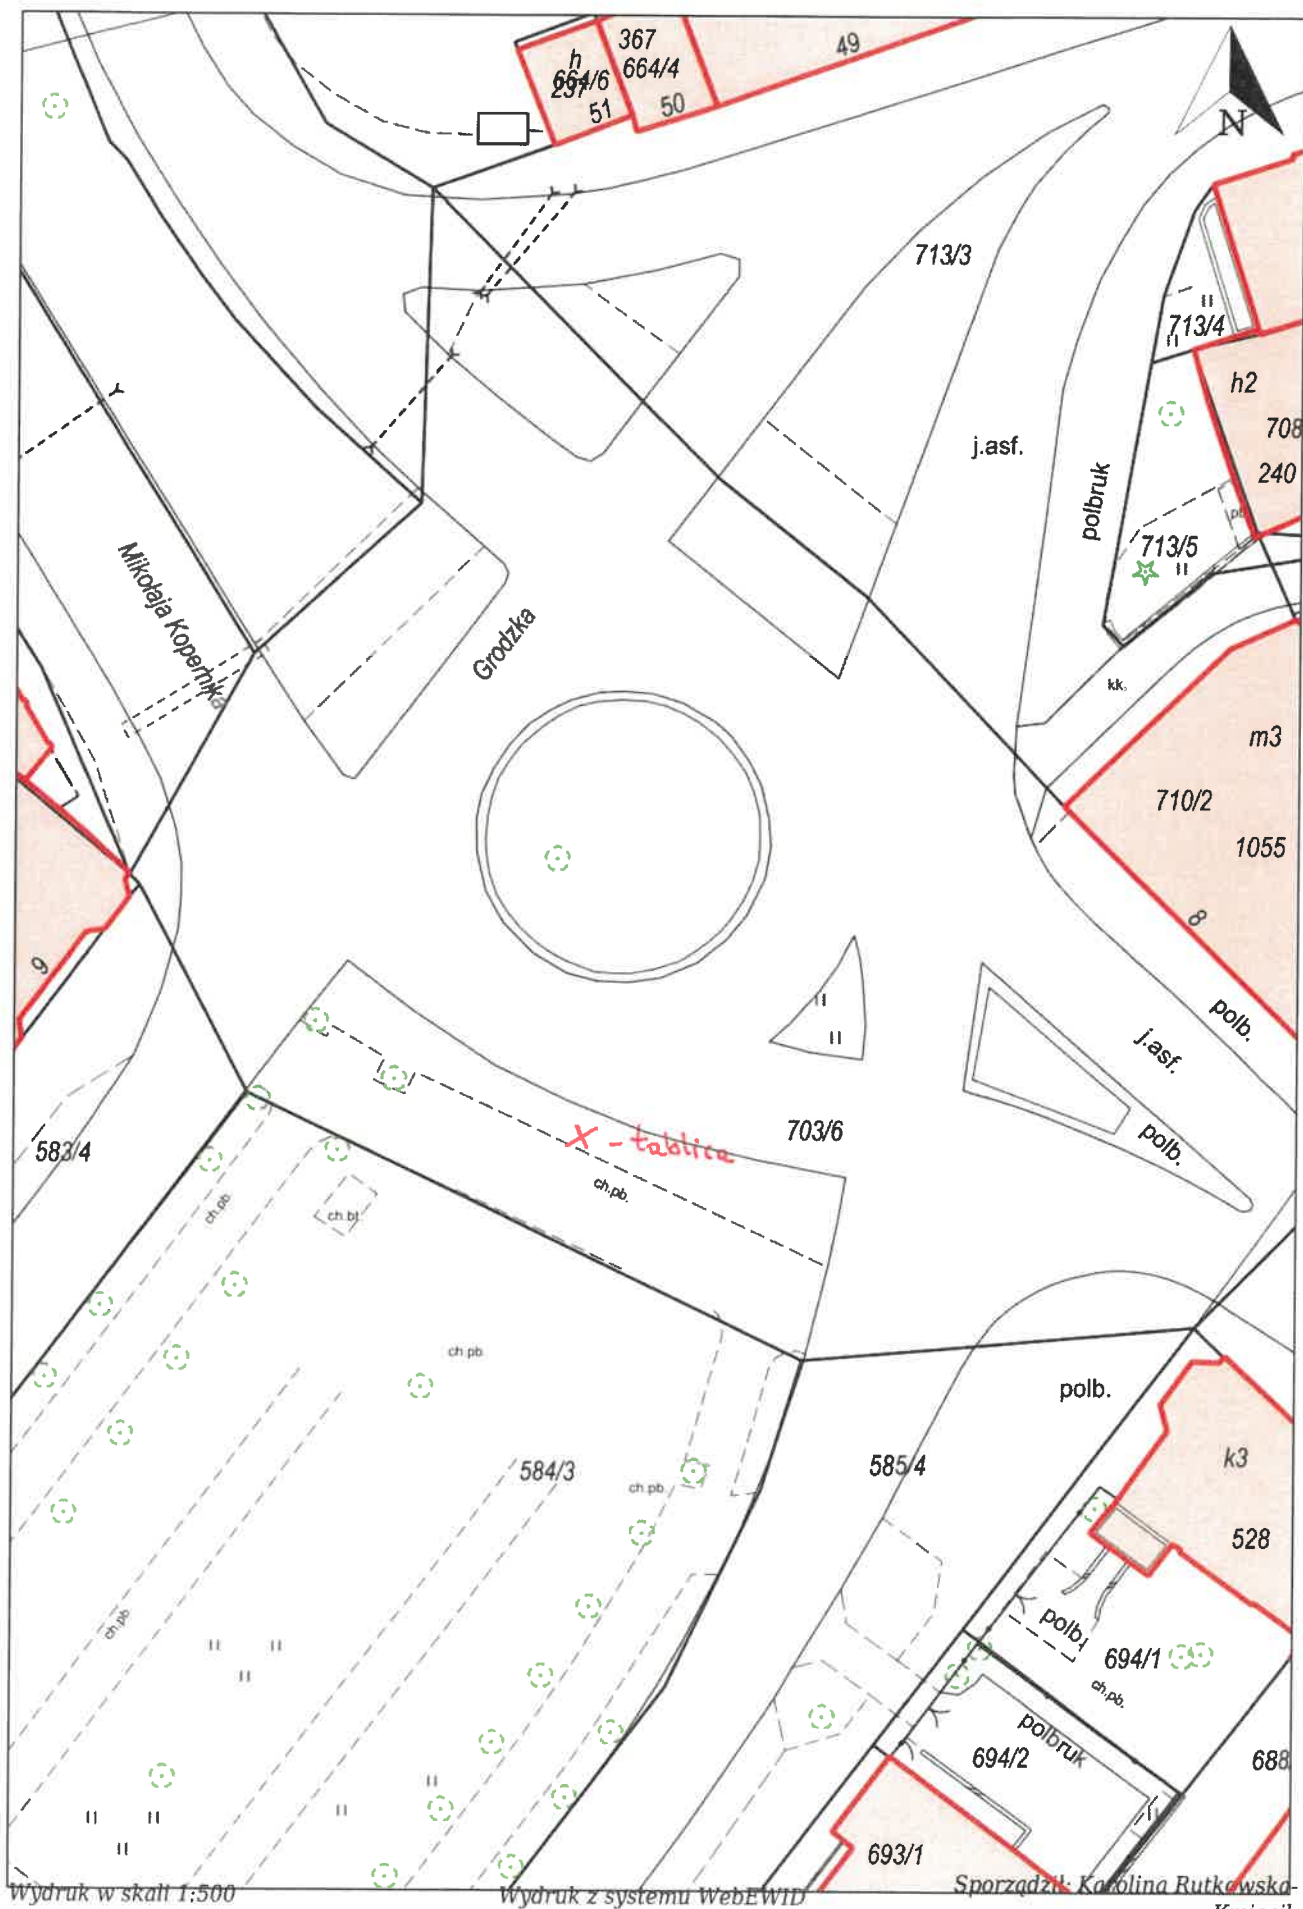 367
49
h
664/6
664/4
237
51
50
N
713/3
713/4
h2
708
j.asf.
240
polbruk
713/5
Mikołaja Kopernika
Grodzka
kk.
m3
710/2
1055
8
9
polb.
j.asf.
703/6
polb.
583/4
X - tablica
ch.pb.
ch.pb.
ch.bt.
ch.pb.
polb.
584/3
585/4
k3
ch.pb.
528
ch.pb.
polb.
694/1
ch.pb.
polbruk
694/2
688
693/1
Wydruk w skali 1:500
Wydruk z systemu WebEWID
Sporządził: Karolina Rutkowska-